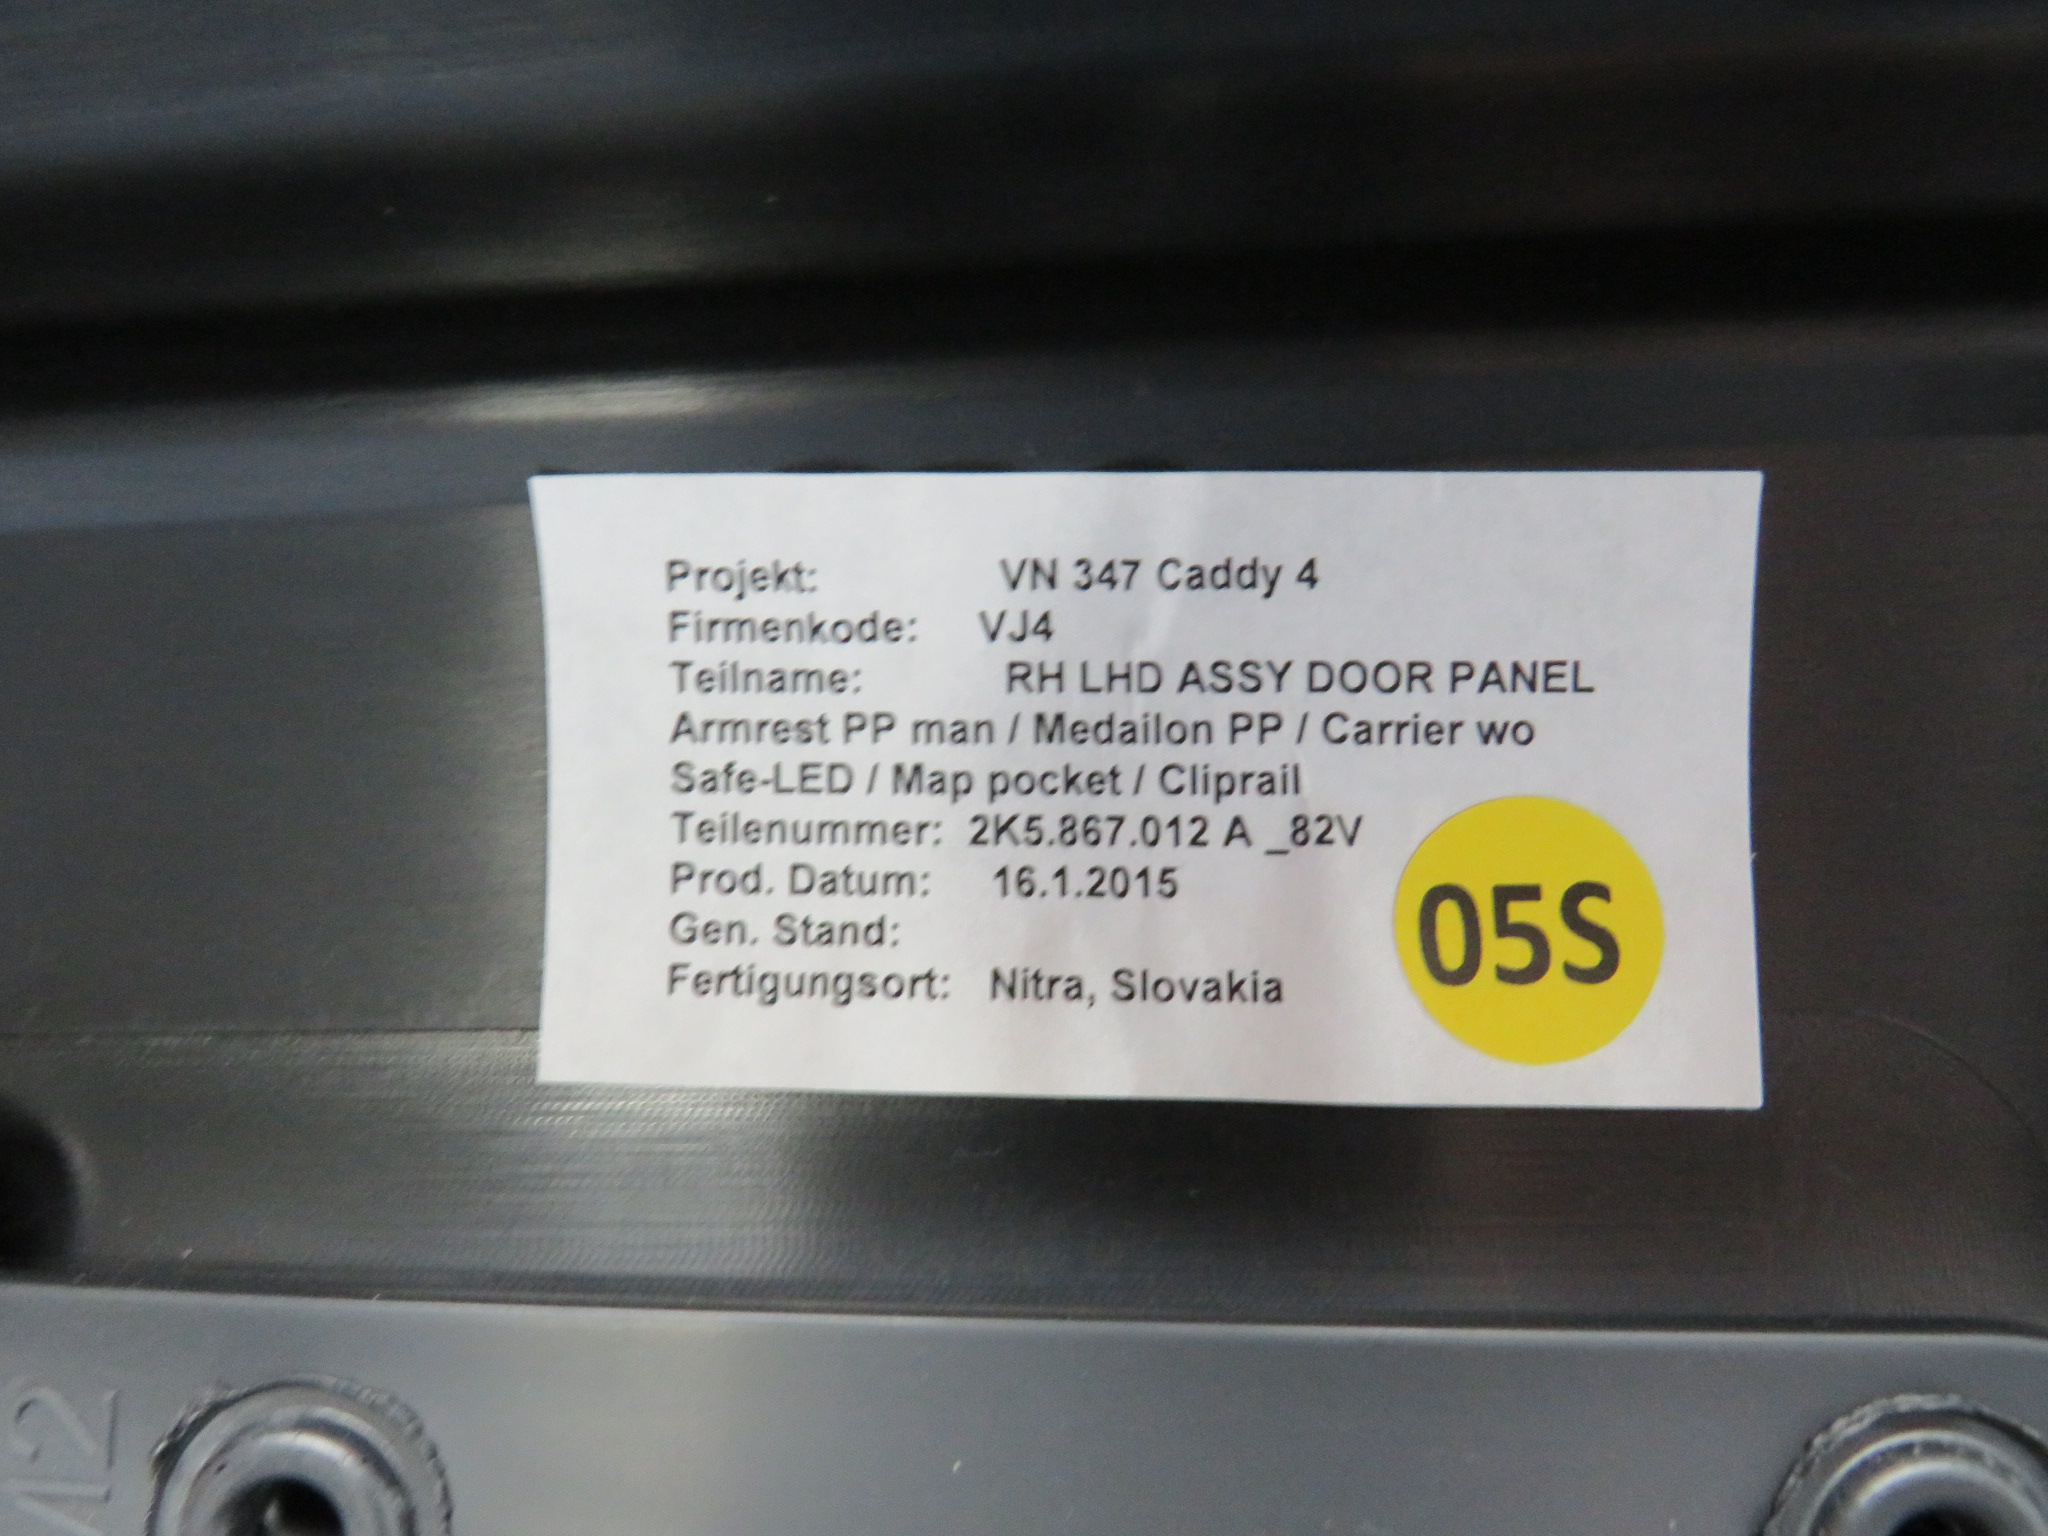 Projekt: VN 347 Caddy 4
Firmenkode: VJ4
Teilname: RH LHD ASSY DOOR PANEL
Armrest PP man / Medailon PP / Carrier wo
Safe-LED / Map pocket / Cliprail
Teilenummer: 2K5.867.012 A _82V
Prod. Datum: 16.1.2015
Gen. Stand:
Fertigungsort: Nitra, Slovakia
05S